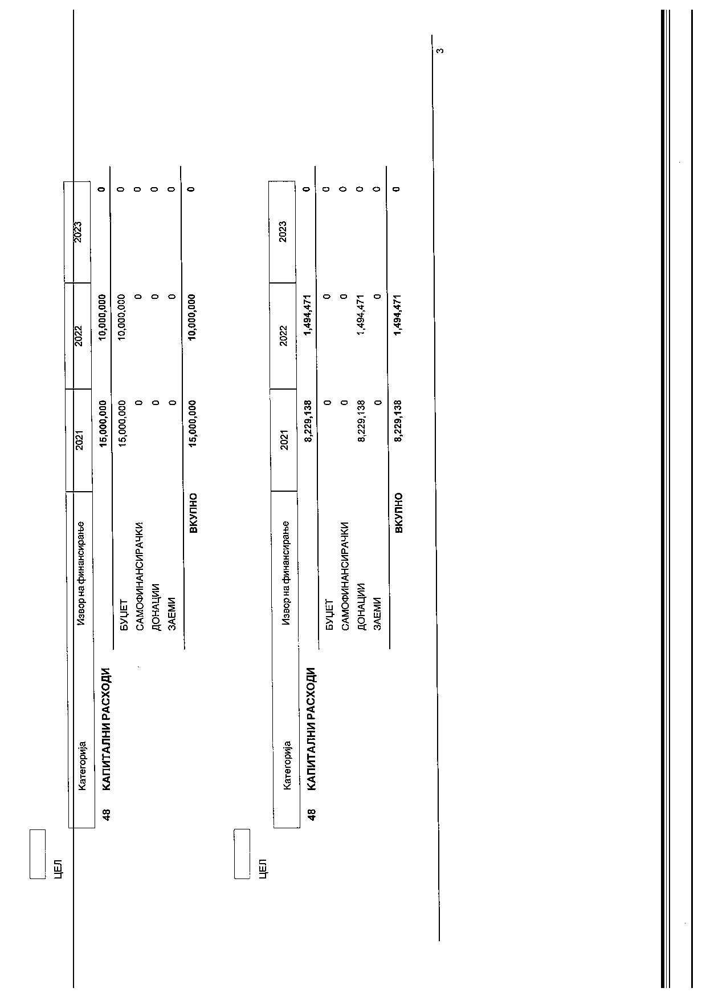 ЦЕЛ
Категорија Извор на финансирање 2021 2022 2023
48 КАПИТАЛНИ РАСХОДИ 15,000,000 10,000,000 0
БУЏЕТ 15,000,000 10,000,000 0
САМОФИНАНСИРАЧКИ 0 0 0
ДОНАЦИИ 0 0 0
ЗАЕМИ 0 0 0
ВКУПНО 15,000,000 10,000,000 0
ЦЕЛ
Категорија Извор на финансирање 2021 2022 2023
48 КАПИТАЛНИ РАСХОДИ 8,229,138 1,494,471 0
БУЏЕТ 0 0 0
САМОФИНАНСИРАЧКИ 0 0 0
ДОНАЦИИ 8,229,138 1,494,471 0
ЗАЕМИ 0 0 0
ВКУПНО 8,229,138 1,494,471 0
3